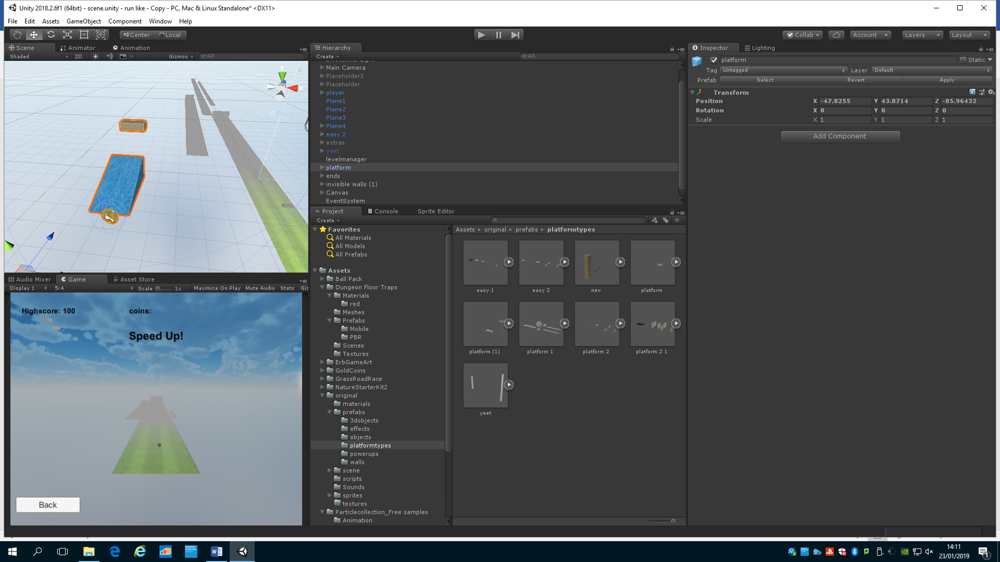 Unity 2018.2.6f1 (64bit) - scene.unity - run like - Copy - PC, Mac & Linux Standalone* <DX11>
File Edit Assets GameObject Component Window Help
Center Local
Collab Account Layers Layout
Scene Animator Animation
Shaded 2D Gizmos All
y
x
Persp
Hierarchy
Create All
Main Camera
Placeholder1
Placeholder
player
Plane1
Plane2
Plane3
Plane4
easy 2
extras
yeet
levelmanager
platform
ends
invisible walls (1)
Canvas
EventSystem
Inspector Lighting
platform Static
Tag Untagged Layer Default
Prefab Select Revert Apply
Transform
Position X -47.8255 Y 43.8714 Z -85.96432
Rotation X 0 Y 0 Z 0
Scale X 1 Y 1 Z 1
Add Component
Audio Mixer Game Asset Store
Display 1 5:4 Scale 1x Maximize On Play Mute Audio Stats Giz
Highscore: 100 coins:
Speed Up!
Back
Project Console Sprite Editor
Create
Favorites
All Materials
All Models
All Prefabs
Assets
Ball Pack
Dungeon Floor Traps
Materials
red
Meshes
Prefabs
Mobile
PBR
Scenes
Textures
ErbGameArt
GoldCoins
GrassRoadRace
NatureStarterKit2
original
materials
prefabs
3dobjects
effects
objects
platformtypes
powerups
walls
scene
scripts
Sounds
sprites
textures
Particlecollection_Free samples
Animation
Assets original prefabs platformtypes
easy 1 easy 2 new platform
platform (1) platform 1 platform 2 platform 2 1
yeet
14:11
23/01/2019
1